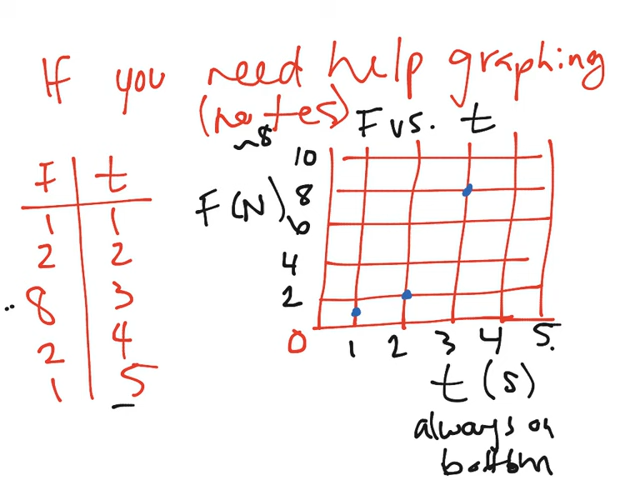 If you need help graphing
(notes)
F vs. t
~8
F t
1 1
2 2
8 3
2 4
1 5
F (N)
10
8
6
4
2
0 1 2 3 4 5
t (s)
always on
bottom